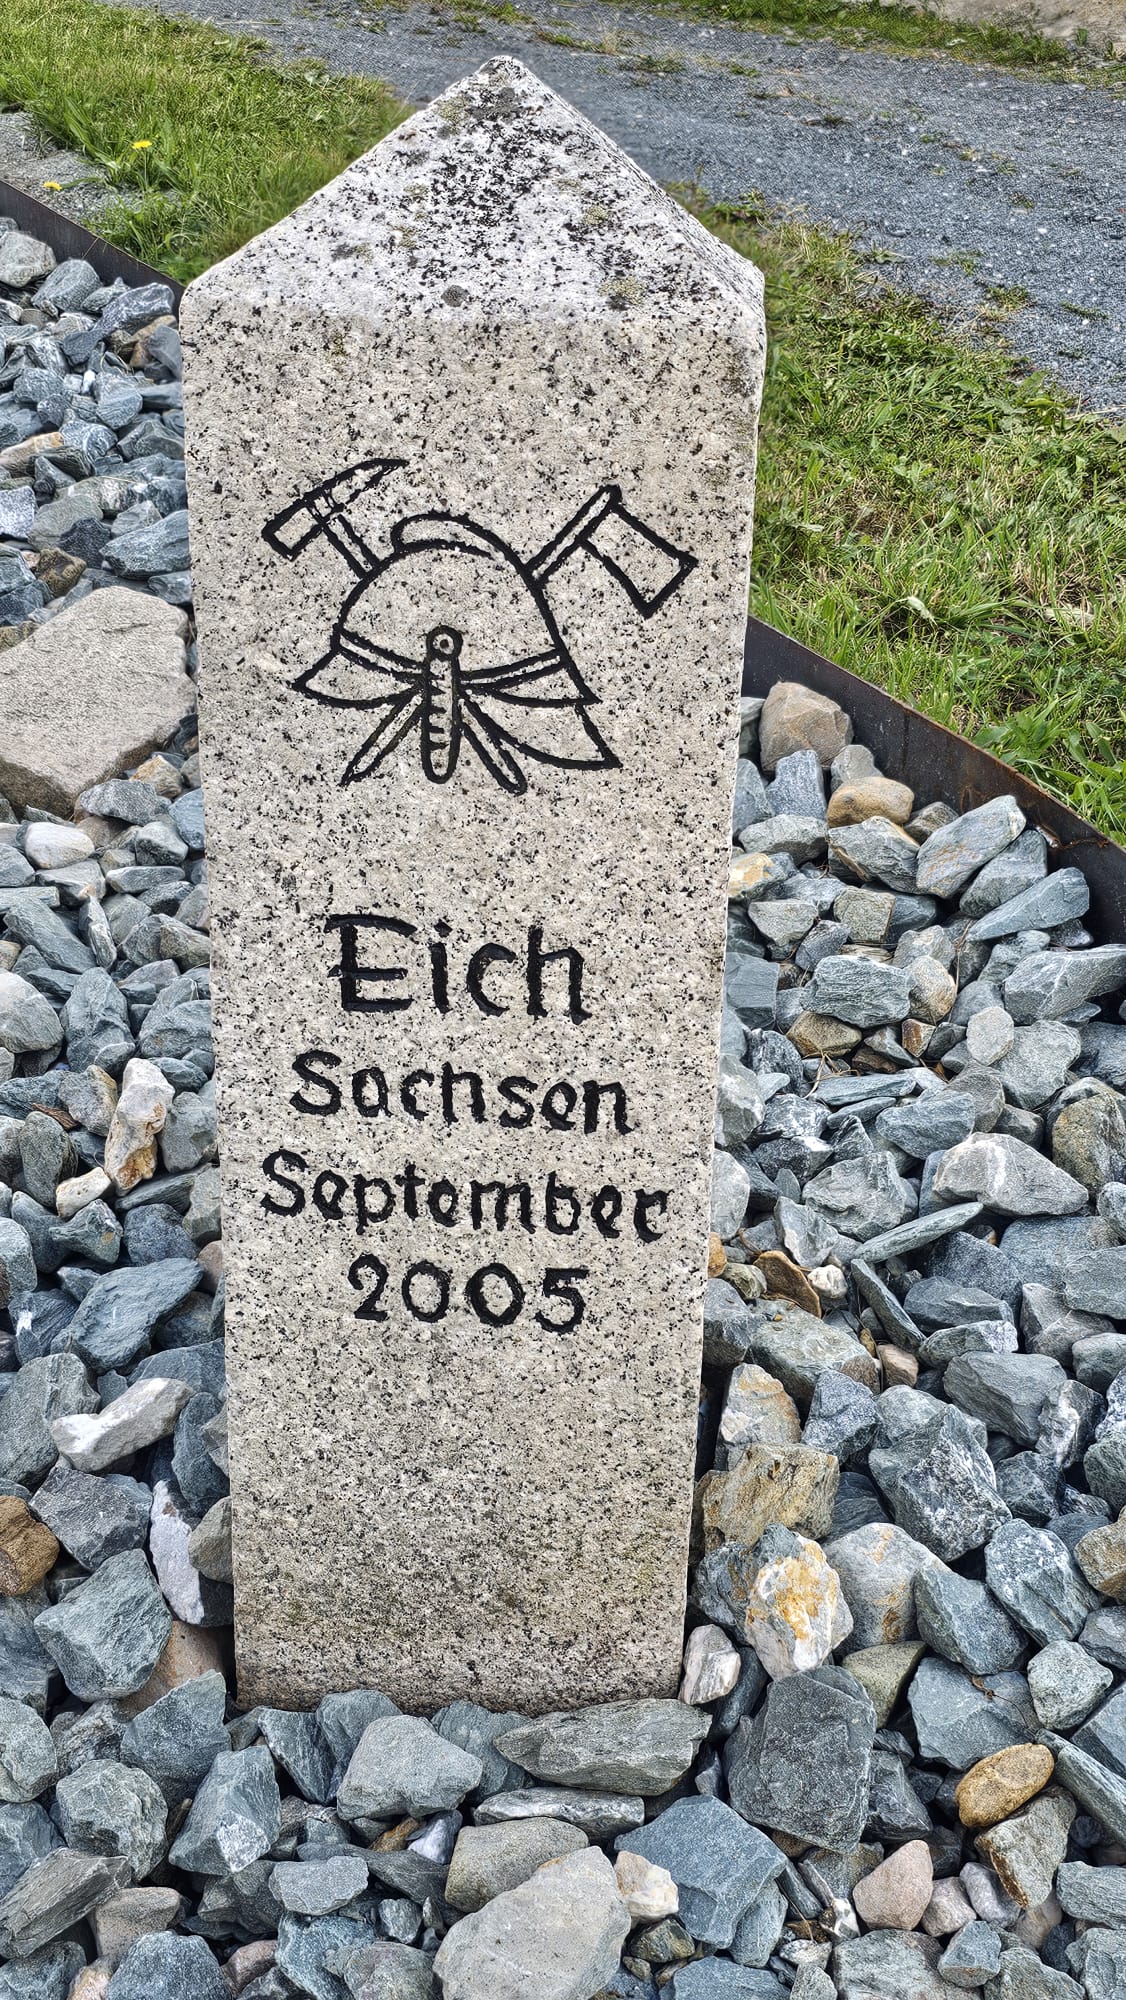 Eich
Sachsen
September
2005